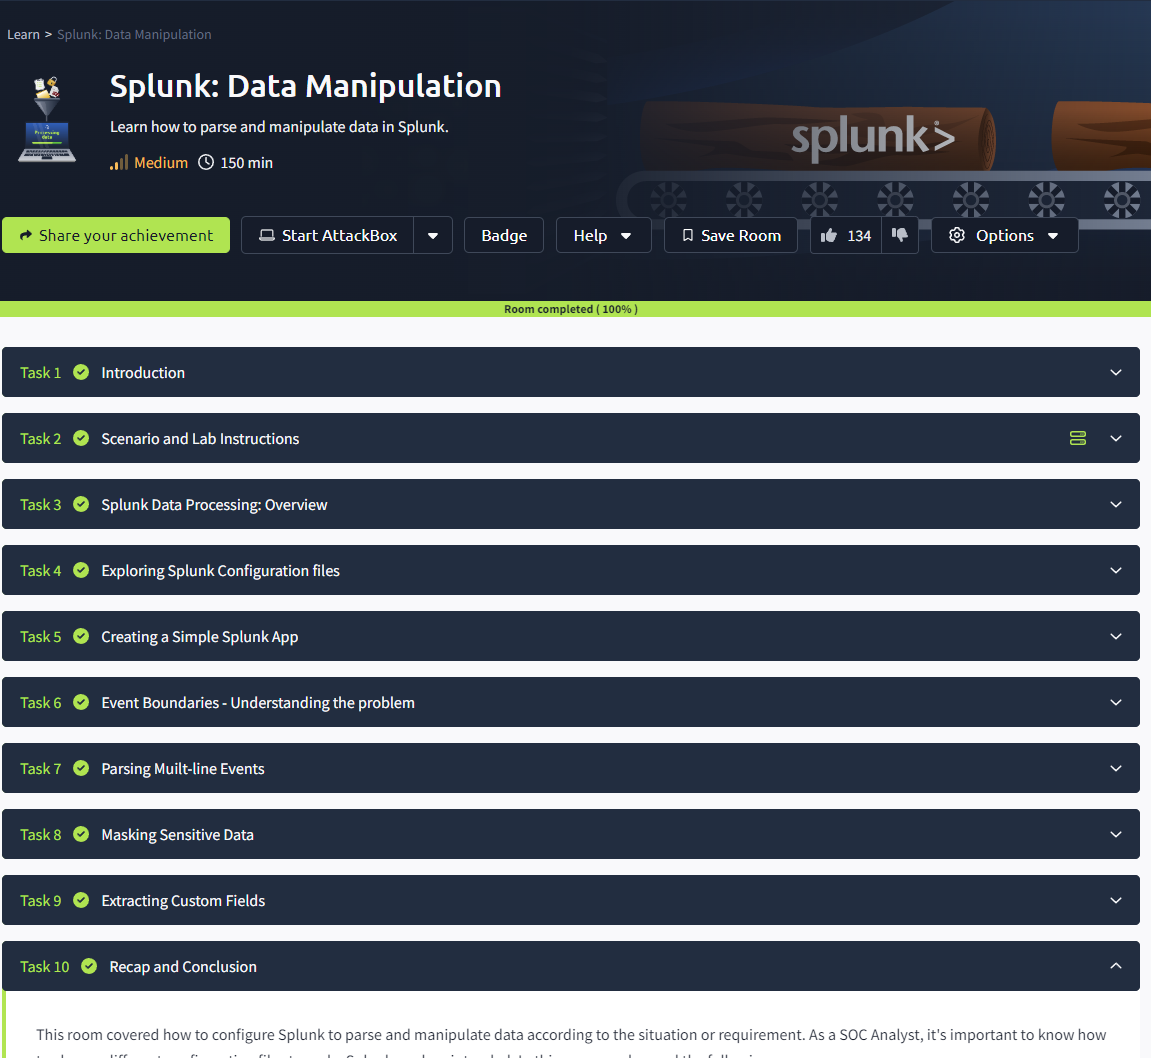 Learn > Splunk: Data Manipulation
Splunk: Data Manipulation
Learn how to parse and manipulate data in Splunk.
Medium 150 min
splunk>
Processing data
Share your achievement Start AttackBox Badge Help Save Room 134 Options
Room completed ( 100% )
Task 1 Introduction
Task 2 Scenario and Lab Instructions
Task 3 Splunk Data Processing: Overview
Task 4 Exploring Splunk Configuration files
Task 5 Creating a Simple Splunk App
Task 6 Event Boundaries - Understanding the problem
Task 7 Parsing Muilt-line Events
Task 8 Masking Sensitive Data
Task 9 Extracting Custom Fields
Task 10 Recap and Conclusion
This room covered how to configure Splunk to parse and manipulate data according to the situation or requirement. As a SOC Analyst, it's important to know how